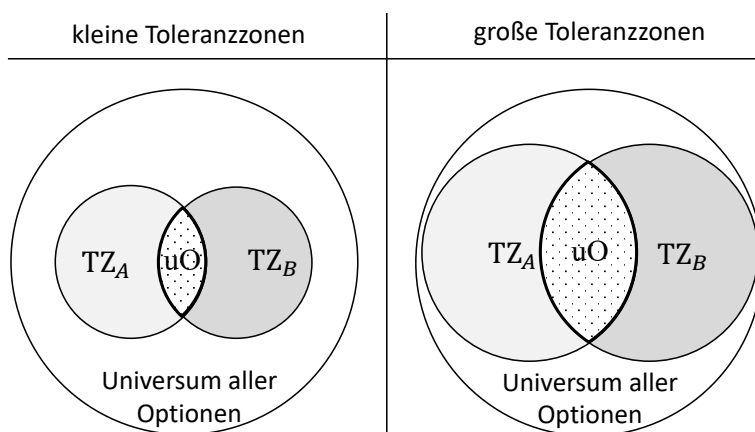 kleine Toleranzzonen
große Toleranzzonen
TZ_A
uO
TZ_B
Universum aller
Optionen
TZ_A
uO
TZ_B
Universum aller
Optionen